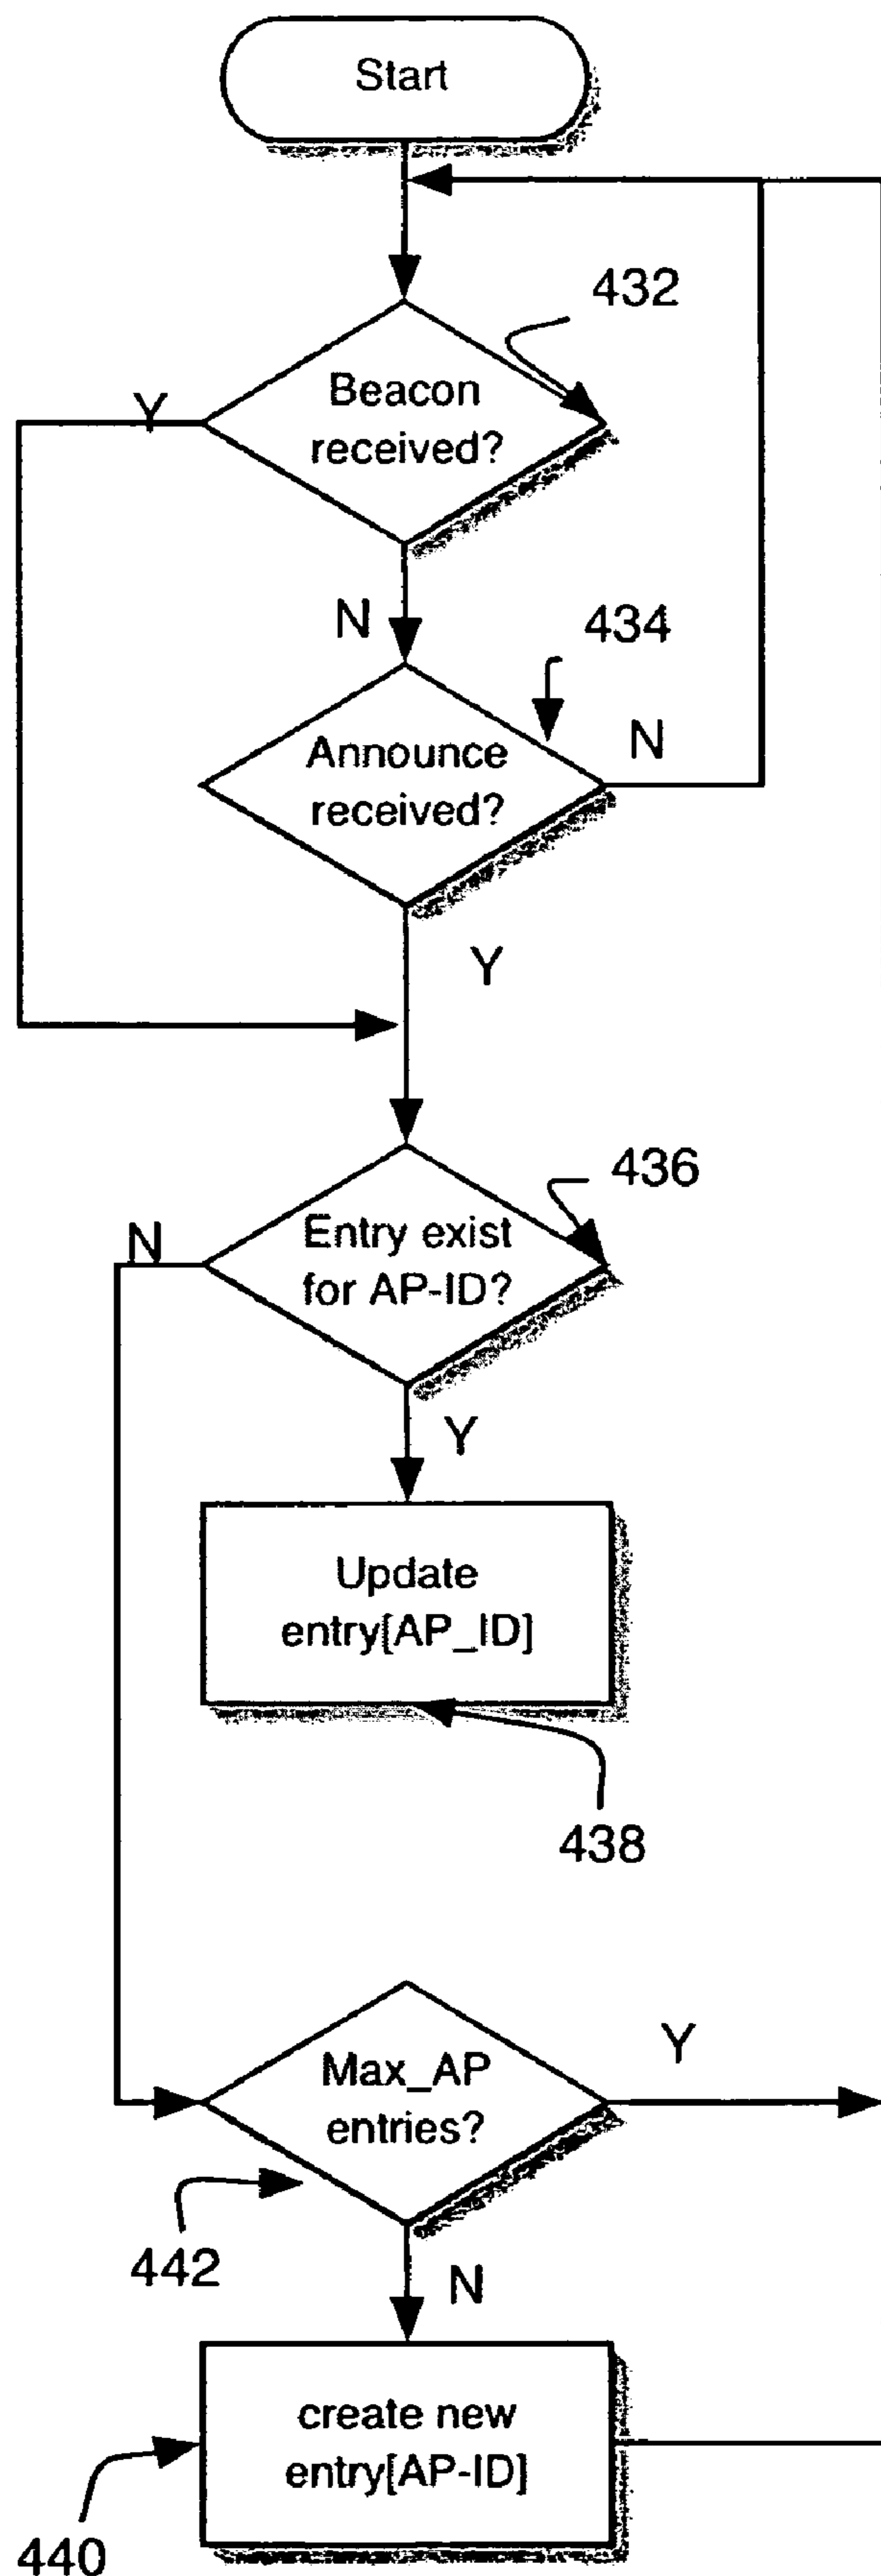 Start
432
Beacon
received?
Y
N
434
Announce
received?
N
Y
436
Entry exist
for AP-ID?
N
Y
Update
entry[AP_ID]
438
Max_AP
entries?
Y
442
N
create new
entry[AP-ID]
440